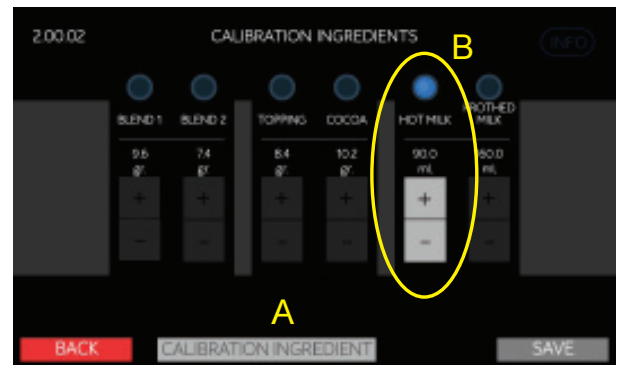 2.00.02 CALIBRATION INGREDIENTS INFO
B
BLEND 1 BLEND 2 TOPPING COCOA HOT MILK FROTHED MILK
9.6 gr. 7.4 gr. 8.4 gr. 10.2 gr. 90.0 ml. 60.0 ml.
+ + + + + +
- - - - - -
A
BACK CALIBRATION INGREDIENT SAVE